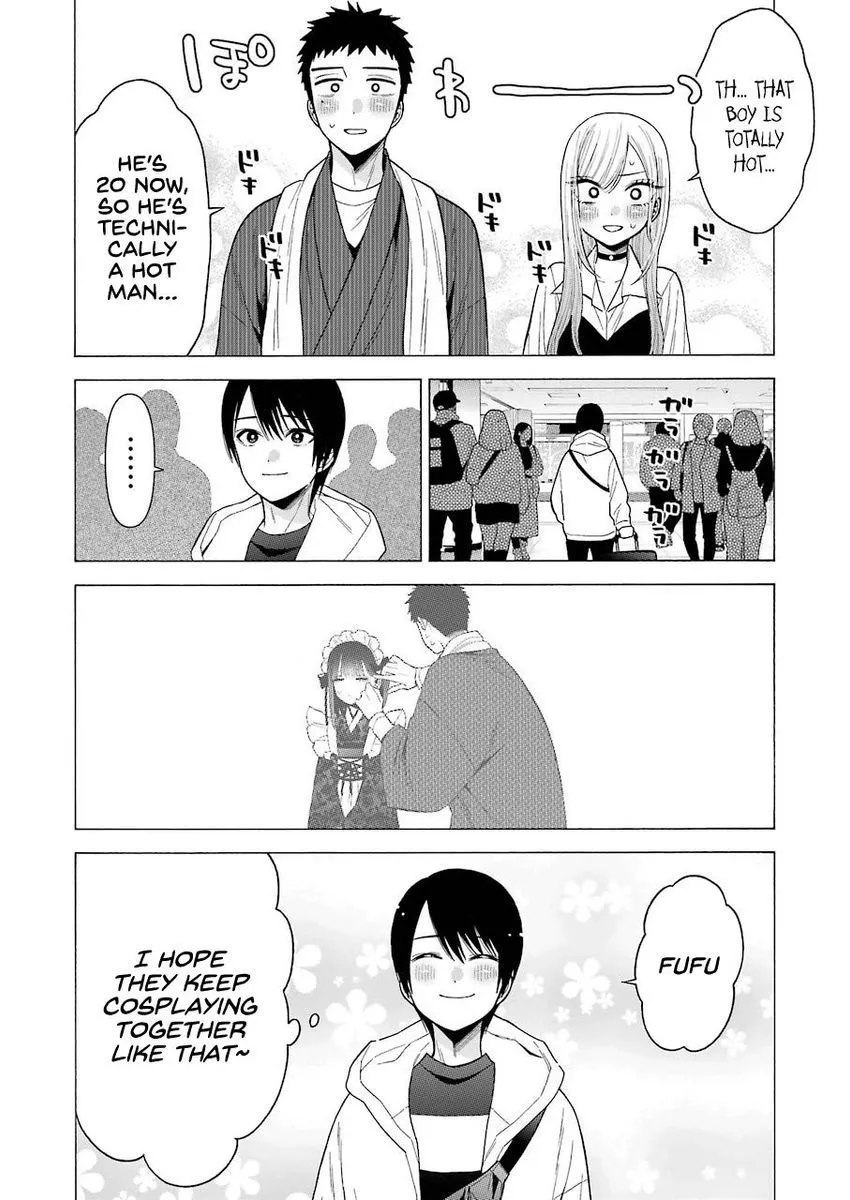 TH... THAT
BOY IS
TOTALLY
HOT...
ぽわーっ
HE'S
20 NOW,
SO HE'S
TECHNI-
CALLY
A HOT
MAN...
ドキ
ドキ
ドキ
ドキ
ガラガラガラ
......
FUFU
I HOPE
THEY KEEP
COSPLAYING
TOGETHER
LIKE THAT~